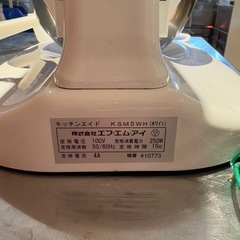 キッチンエイド KSM5WH(ホワイト)
株式会社エフ・エム・アイ
定格電圧 100V 定格消費電力 250W
定格周波数 50/60Hz 定格時間 15分
定格電流 4A 機番 410773